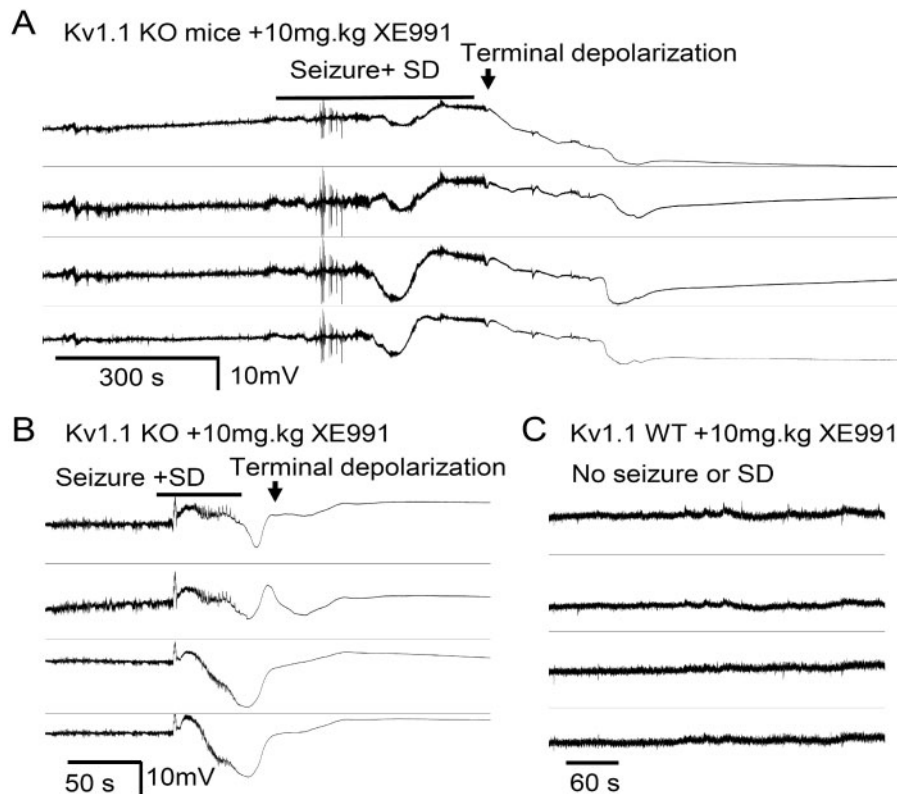 A
Kv1.1 KO mice +10mg.kg XE991
Seizure+ SD
Terminal depolarization
300 s
10mV
B
Kv1.1 KO +10mg.kg XE991
Seizure +SD
Terminal depolarization
50 s
10mV
C
Kv1.1 WT +10mg.kg XE991
No seizure or SD
60 s